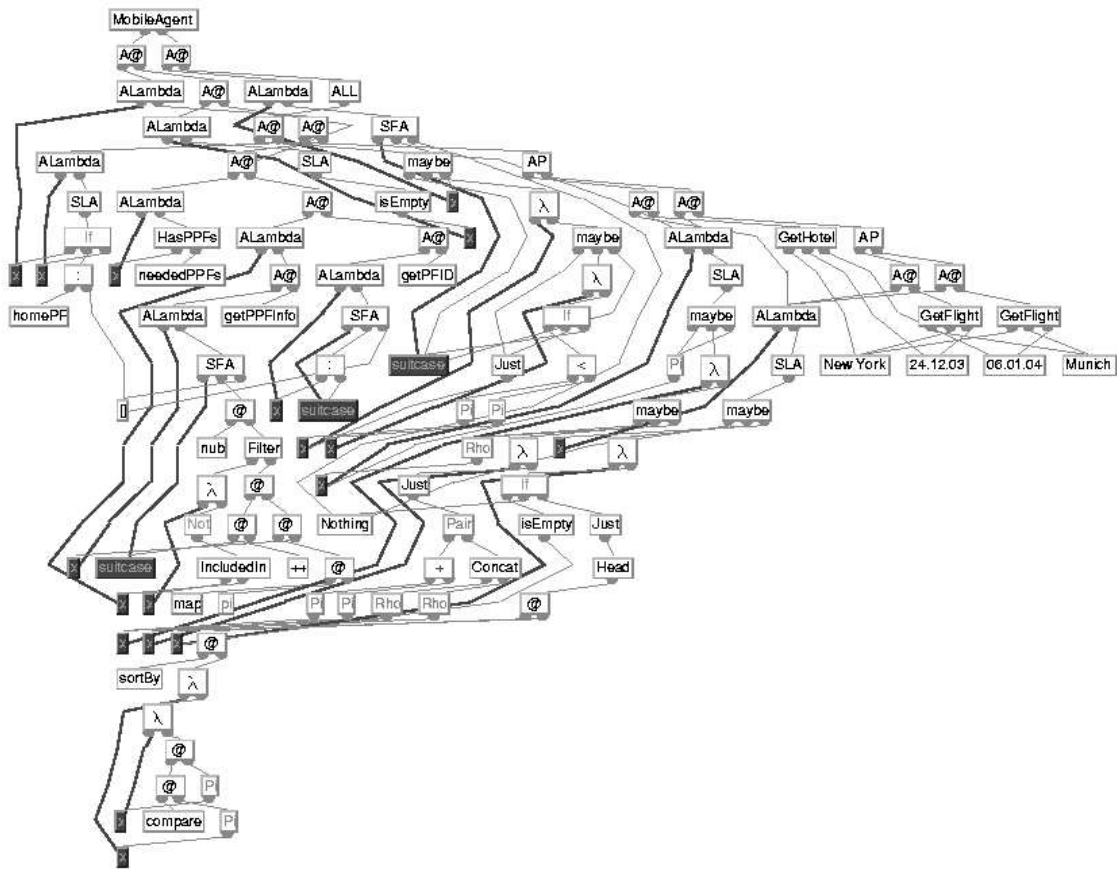 MobileAgent
A@ A@
ALambda A@ ALambda ALL
ALambda A@ A@ SFA
ALambda A@ SLA maybe AP
SLA ALambda A@ isEmpty x λ A@ A@
If HasPPFs ALambda A@ x maybe ALambda GetHotel AP
x x : x neededPPFs A@ ALambda getPFID λ SLA A@ A@
homePF ALambda getPPFInfo SFA If maybe ALambda GetFlight GetFlight
SFA : suitcase Just < Pi λ SLA New York 24.12.03 06.01.04 Munich
[] @ x suitcase Pi Pi maybe maybe
nub Filter x x Rho λ x λ
λ @ x Just If
Not @ @ Nothing Pair isEmpty Just
x suitcase IncludedIn ++ @ + Concat Head
x x map pi Pi Pi Rho Rho @
x x x @
sortBy λ
λ
@
@ Pi
x compare Pi
x